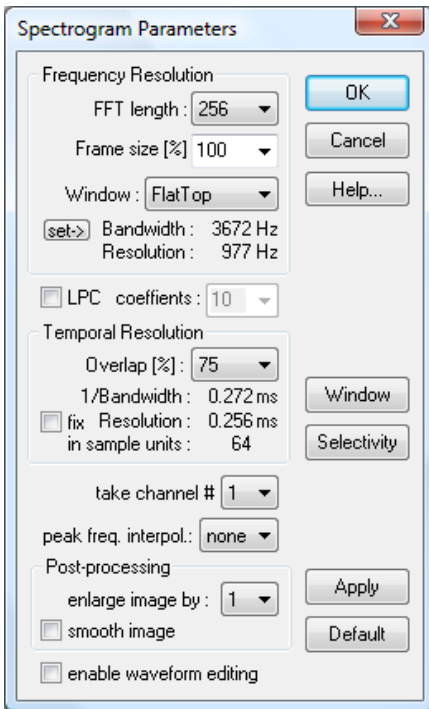 Spectrogram Parameters
Frequency Resolution
FFT length : 256
Frame size [%] 100
Window : FlatTop
set-> Bandwidth : 3672 Hz
Resolution : 977 Hz
LPC coeffients : 10
Temporal Resolution
Overlap [%] : 75
1/Bandwidth : 0.272 ms
fix Resolution : 0.256 ms
in sample units : 64
take channel # 1
peak freq. interpol.: none
Post-processing
enlarge image by : 1
smooth image
enable waveform editing
OK
Cancel
Help...
Window
Selectivity
Apply
Default